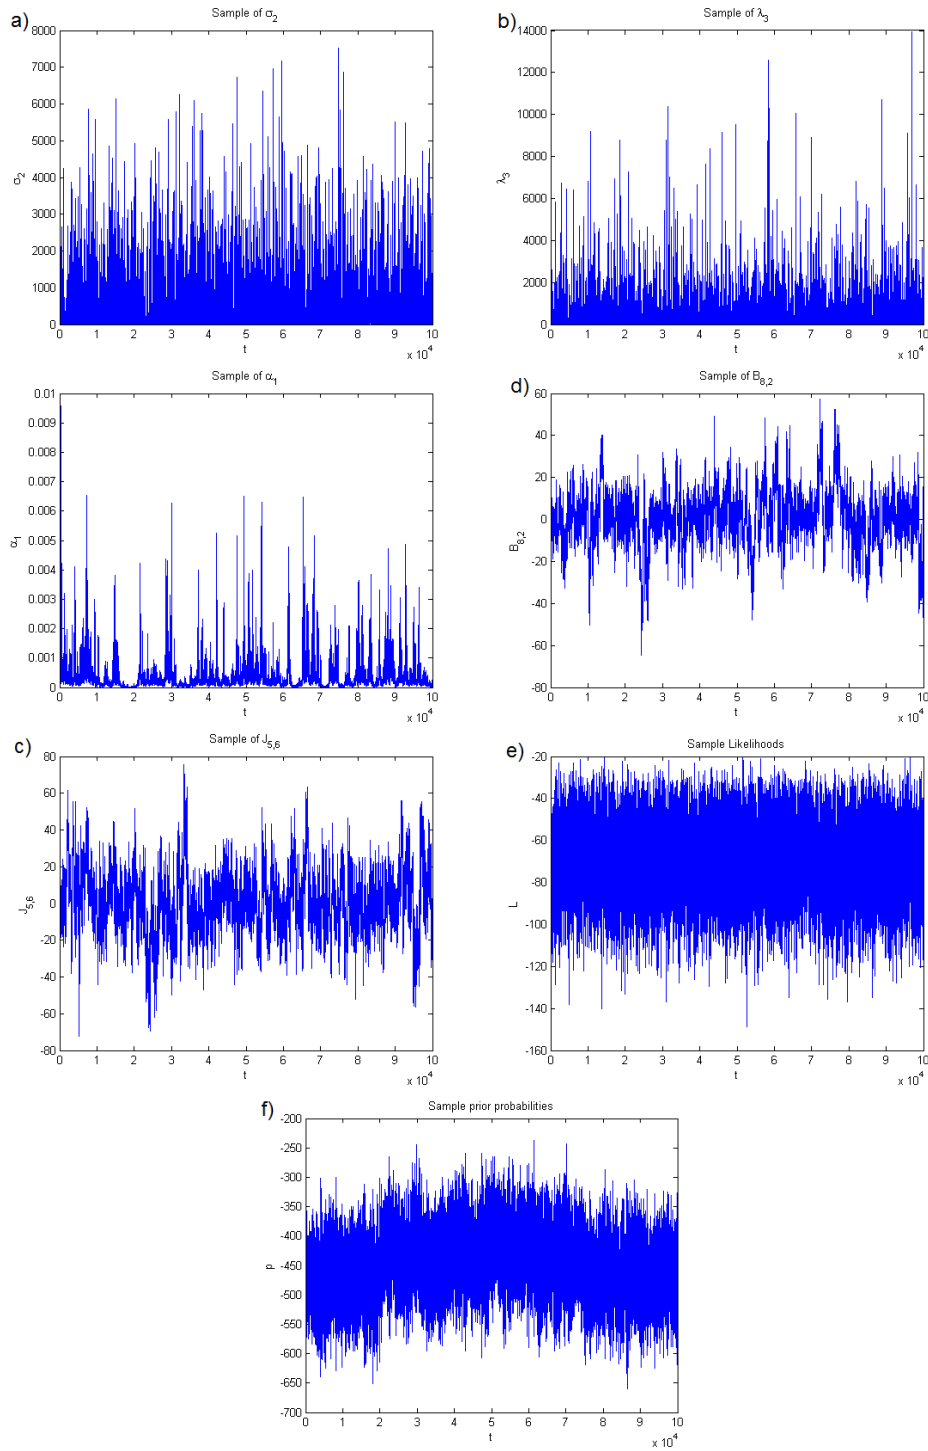 a)
Sample of σ2
8000
7000
6000
5000
4000
3000
2000
1000
0
σ2
0 1 2 3 4 5 6 7 8 9 10
t
x 10^4
b)
Sample of λ3
14000
12000
10000
8000
6000
4000
2000
0
λ3
0 1 2 3 4 5 6 7 8 9 10
t
x 10^4
Sample of α1
0.01
0.009
0.008
0.007
0.006
0.005
0.004
0.003
0.002
0.001
0
α1
0 1 2 3 4 5 6 7 8 9 10
t
x 10^4
d)
Sample of B8,2
60
40
20
0
-20
-40
-60
-80
B8,2
0 1 2 3 4 5 6 7 8 9 10
t
x 10^4
c)
Sample of J5,6
80
60
40
20
0
-20
-40
-60
-80
J5,6
0 1 2 3 4 5 6 7 8 9 10
t
x 10^4
e)
Sample Likelihoods
-20
-40
-60
-80
-100
-120
-140
-160
L
0 1 2 3 4 5 6 7 8 9 10
t
x 10^4
f)
Sample prior probabilities
-200
-250
-300
-350
-400
-450
-500
-550
-600
-650
-700
p
0 1 2 3 4 5 6 7 8 9 10
t
x 10^4